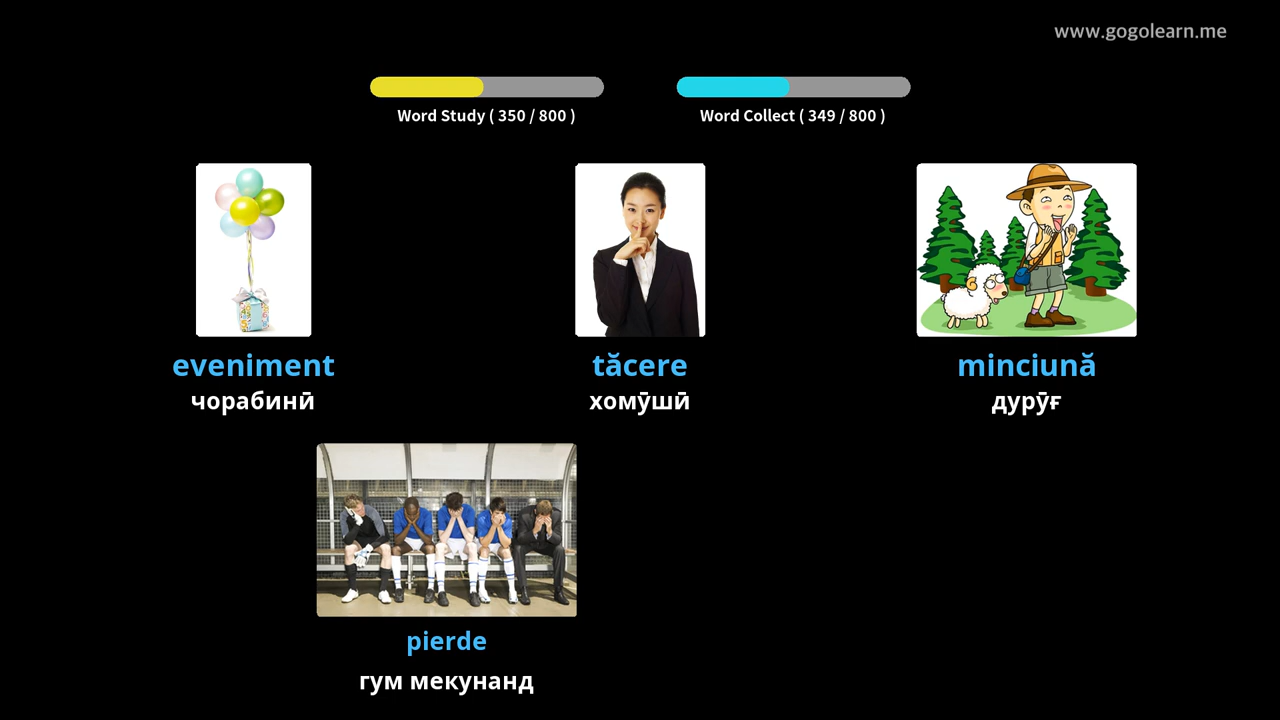 www.gogolearn.me
Word Study ( 350 / 800 )
Word Collect ( 349 / 800 )
eveniment
чорабинӣ
tăcere
хомӯшӣ
minciună
дурӯғ
pierde
гум мекунанд